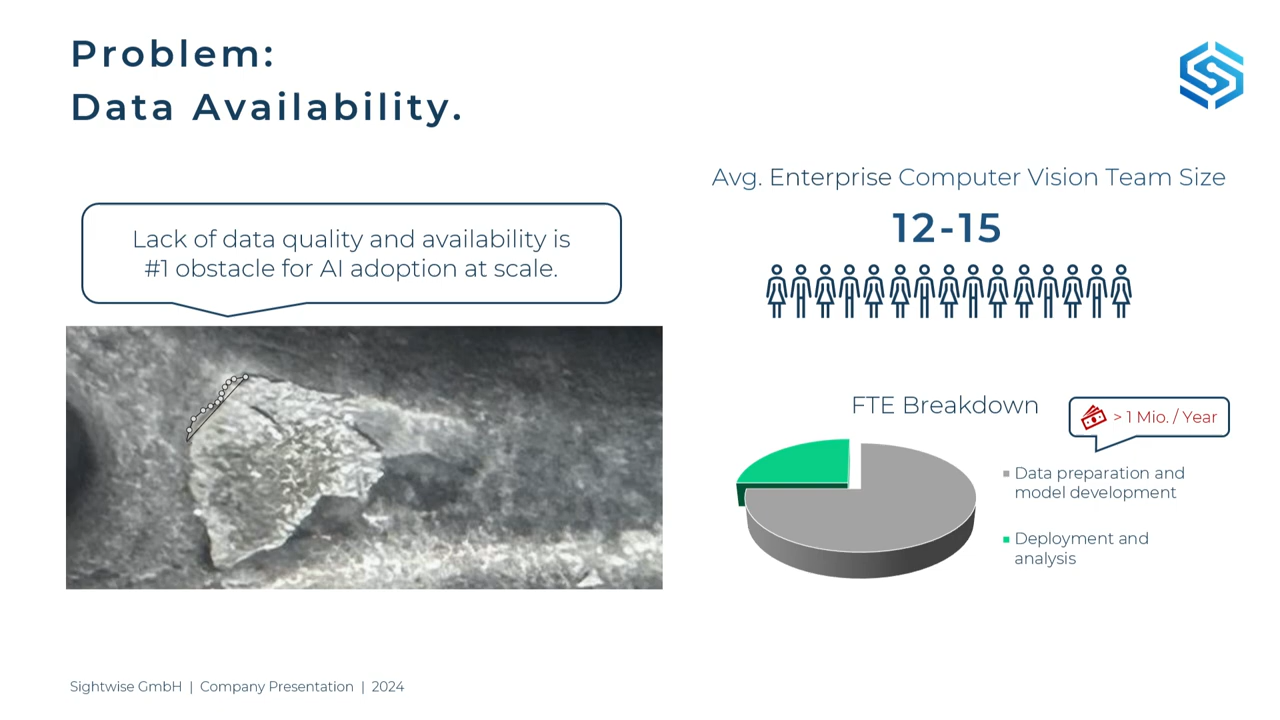 Problem:
Data Availability.
Lack of data quality and availability is
#1 obstacle for AI adoption at scale.
Avg. Enterprise Computer Vision Team Size
12-15
FTE Breakdown
> 1 Mio. / Year
Data preparation and
model development
Deployment and
analysis
Sightwise GmbH | Company Presentation | 2024